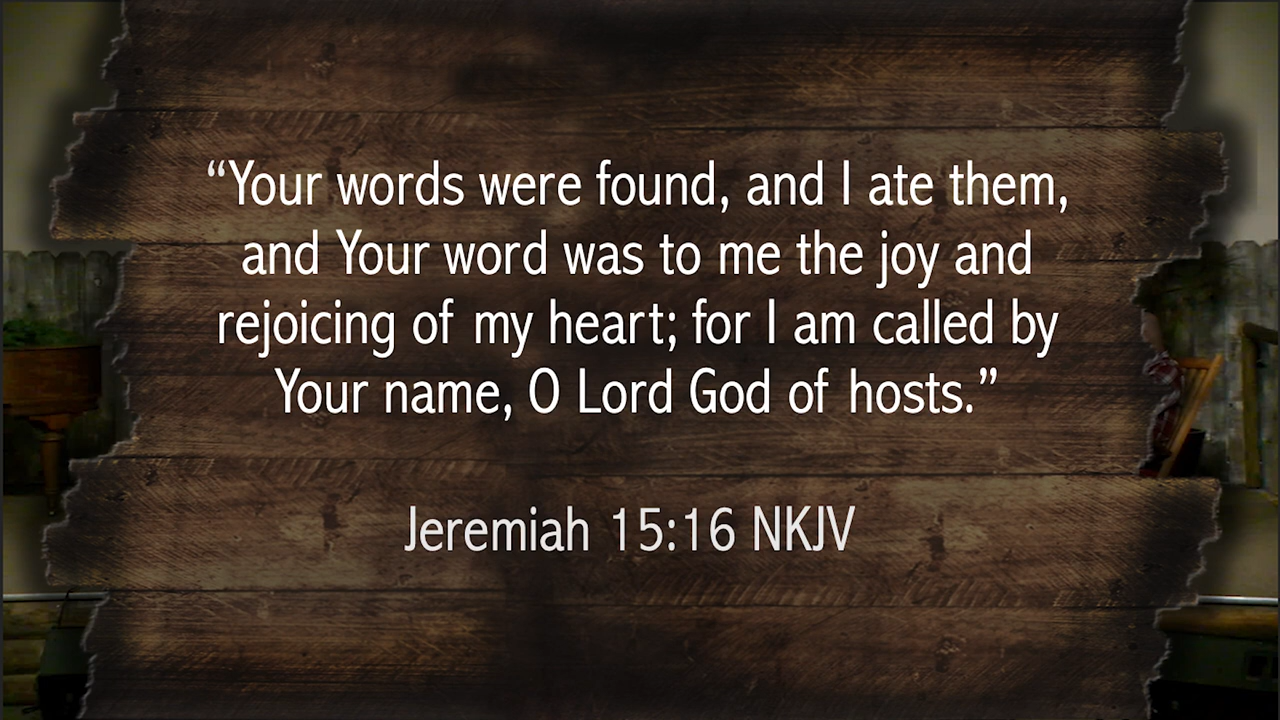 “Your words were found, and I ate them,
and Your word was to me the joy and
rejoicing of my heart; for I am called by
Your name, O Lord God of hosts.”
Jeremiah 15:16 NKJV